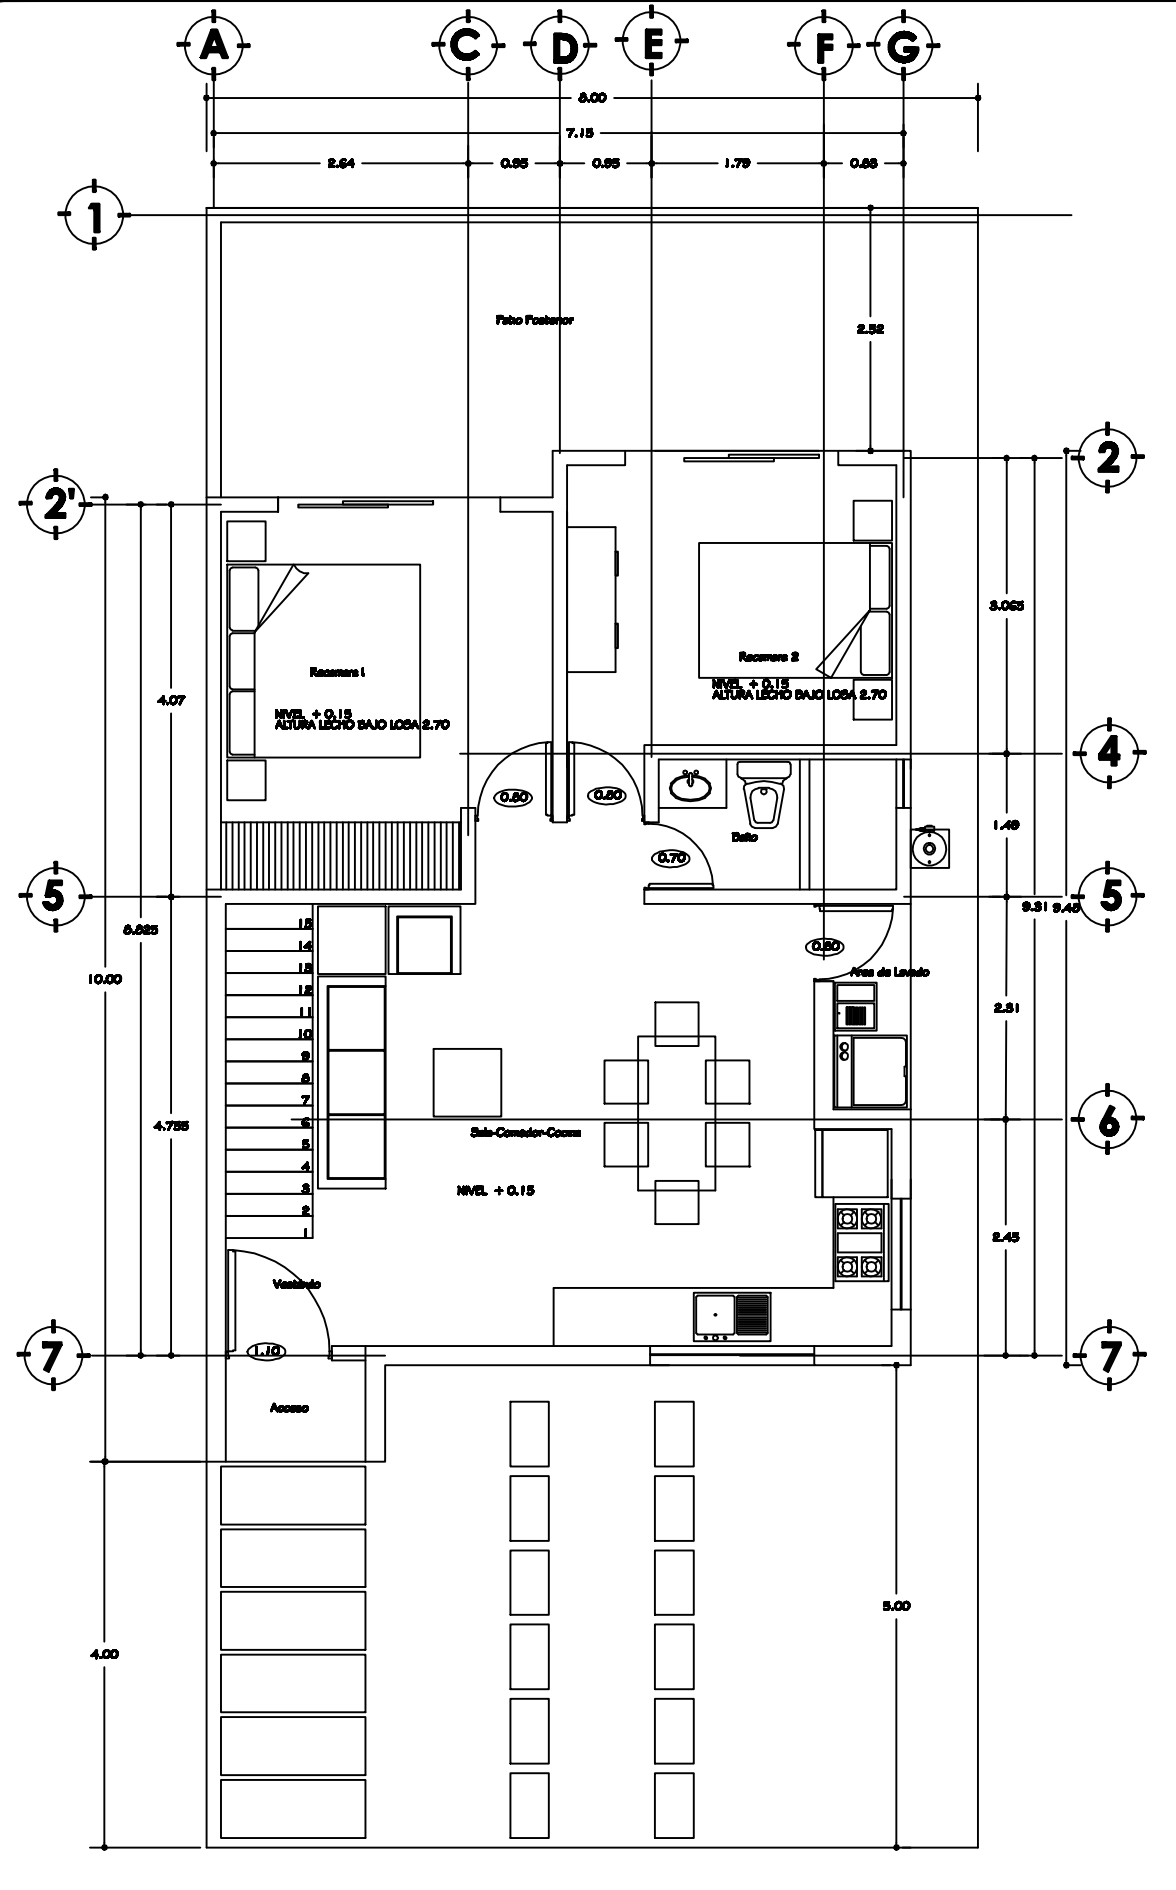 A C D E F G
8.00
7.15
2.64 0.95 0.95 1.79 0.83
1
Patio Posterior
2.52
2
2'
3.065
Recamara 2
NIVEL + 0.15
ALTURA LECHO BAJO LOSA 2.70
Recamara 1
4.07
NIVEL + 0.15
ALTURA LECHO BAJO LOSA 2.70
4
0.80 0.80
1.49
Baño
0.70
5 5
9.31 9.45
15
8.825
0.80
14
13
Area de Lavado
10.00
12
2.31
11
10
9
8
7
4.755
6
6
Sala-Comedor-Cocina
5
4
3
NIVEL + 0.15
2
1
2.45
Vestibulo
7 1.10 7
Acceso
5.00
4.00